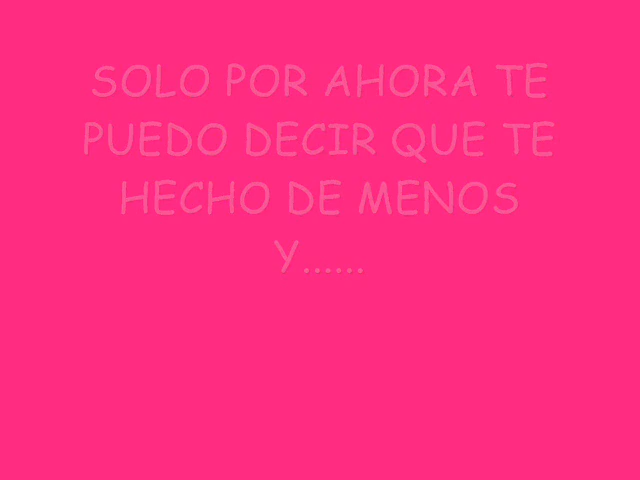 SOLO POR AHORA TE
PUEDO DECIR QUE TE
HECHO DE MENOS
Y......